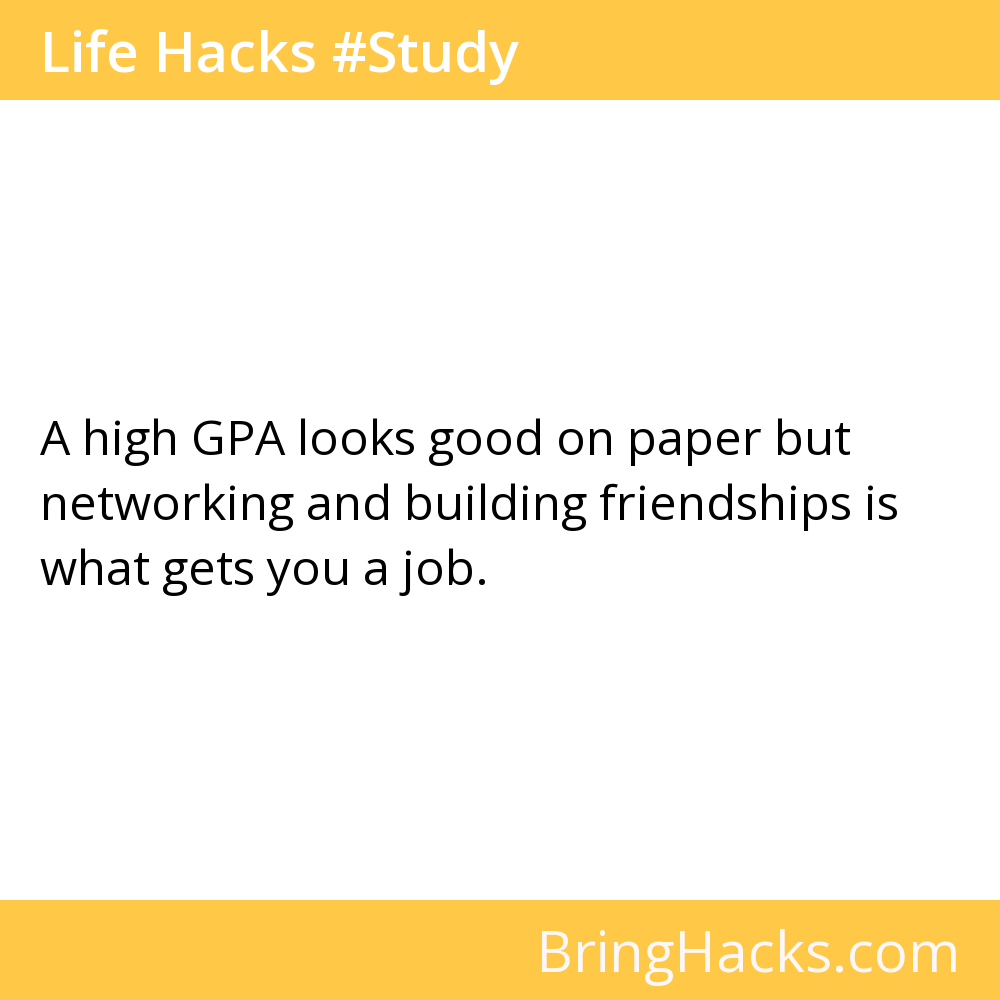 Life Hacks #Study
A high GPA looks good on paper but
networking and building friendships is
what gets you a job.
BringHacks.com